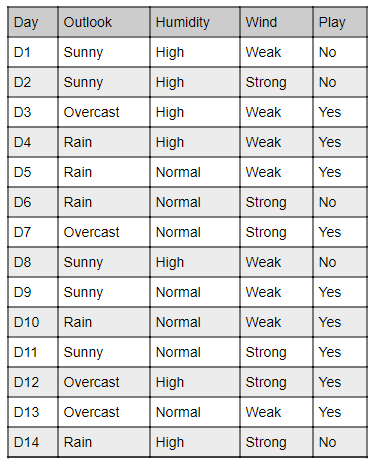 Day Outlook Humidity Wind Play
D1 Sunny High Weak No
D2 Sunny High Strong No
D3 Overcast High Weak Yes
D4 Rain High Weak Yes
D5 Rain Normal Weak Yes
D6 Rain Normal Strong No
D7 Overcast Normal Strong Yes
D8 Sunny High Weak No
D9 Sunny Normal Weak Yes
D10 Rain Normal Weak Yes
D11 Sunny Normal Strong Yes
D12 Overcast High Strong Yes
D13 Overcast Normal Weak Yes
D14 Rain High Strong No